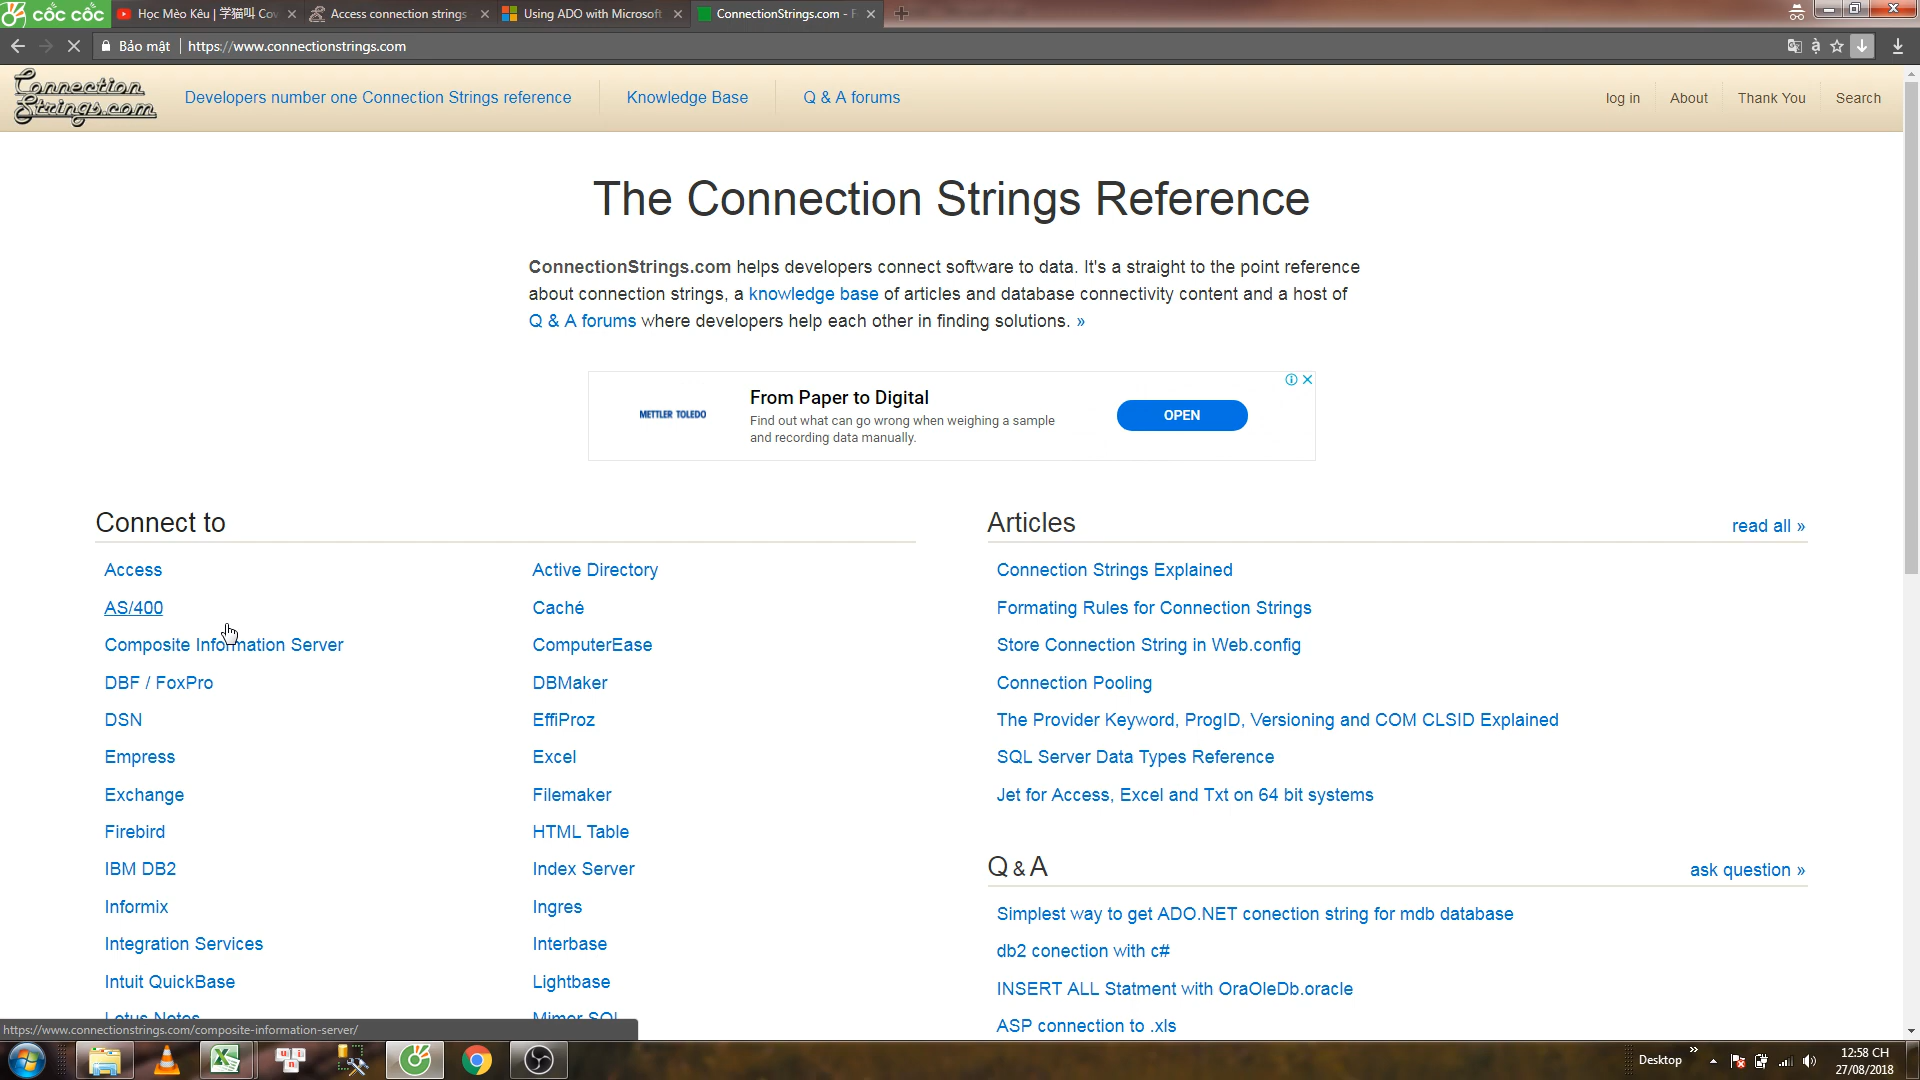 cốc cốc
Học Mèo Kêu | 学猫叫 Cov
Access connection strings
Using ADO with Microsoft
ConnectionStrings.com - F
Bảo mật
https://www.connectionstrings.com
Connection
Strings.com
Developers number one Connection Strings reference
Knowledge Base
Q & A forums
log in
About
Thank You
Search
The Connection Strings Reference
ConnectionStrings.com helps developers connect software to data. It's a straight to the point reference
about connection strings, a knowledge base of articles and database connectivity content and a host of
Q & A forums where developers help each other in finding solutions. »
METTLER TOLEDO
From Paper to Digital
Find out what can go wrong when weighing a sample
and recording data manually.
OPEN
Connect to
Access
AS/400
Composite Information Server
DBF / FoxPro
DSN
Empress
Exchange
Firebird
IBM DB2
Informix
Integration Services
Intuit QuickBase
Lotus Notes
Active Directory
Caché
ComputerEase
DBMaker
EffiProz
Excel
Filemaker
HTML Table
Index Server
Ingres
Interbase
Lightbase
Mimer SQL
Articles
read all »
Connection Strings Explained
Formating Rules for Connection Strings
Store Connection String in Web.config
Connection Pooling
The Provider Keyword, ProgID, Versioning and COM CLSID Explained
SQL Server Data Types Reference
Jet for Access, Excel and Txt on 64 bit systems
Q & A
ask question »
Simplest way to get ADO.NET conection string for mdb database
db2 conection with c#
INSERT ALL Statment with OraOleDb.oracle
ASP connection to .xls
https://www.connectionstrings.com/composite-information-server/
Desktop
12:58 CH
27/08/2018